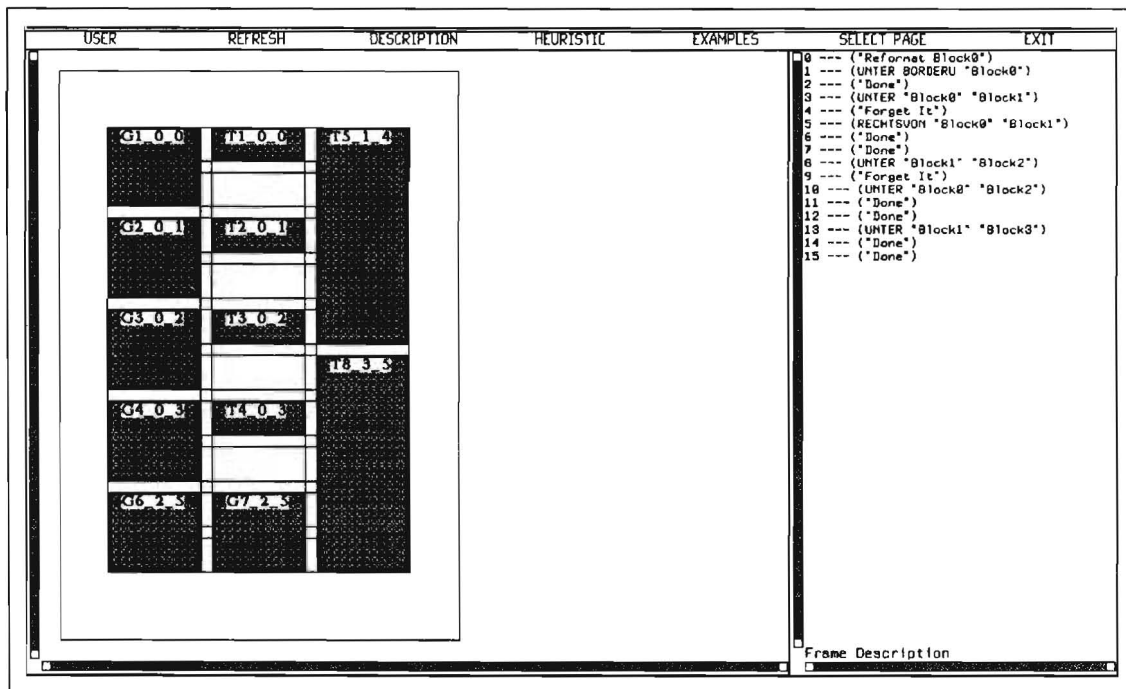 USER REFRESH DESCRIPTION HEURISTIC EXAMPLES SELECT PAGE EXIT
G1_0_0 T1_0_0 T5_1_4
G2_0_1 T2_0_1
G3_0_2 T3_0_2
T8_3_5
G4_0_3 T4_0_3
G6_2_5 G7_2_5
0 --- ("Reformat Block0")
1 --- (UNTER BORDERU "Block0")
2 --- ("Done")
3 --- (UNTER "Block0" "Block1")
4 --- ("Forget It")
5 --- (RECHTSVON "Block0" "Block1")
6 --- ("Done")
7 --- ("Done")
8 --- (UNTER "Block1" "Block2")
9 --- ("Forget It")
10 --- (UNTER "Block0" "Block2")
11 --- ("Done")
12 --- ("Done")
13 --- (UNTER "Block1" "Block3")
14 --- ("Done")
15 --- ("Done")
Frame Description